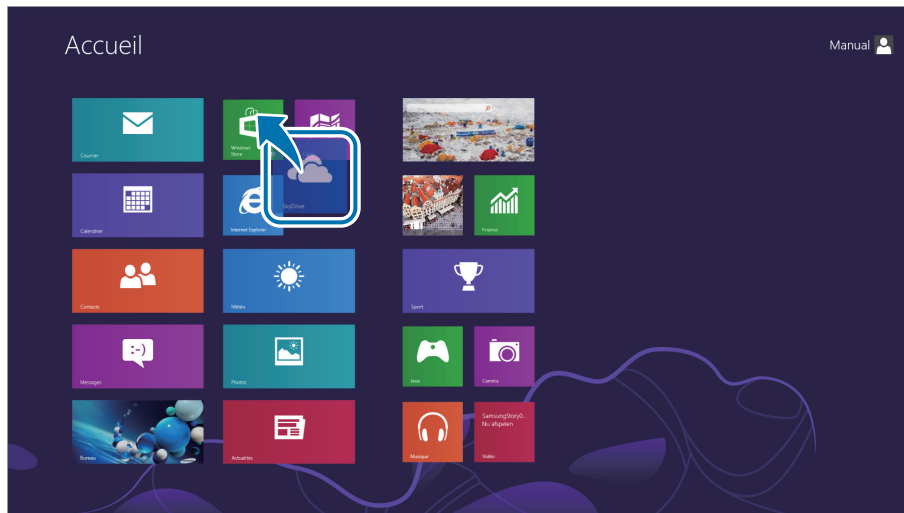 Accueil
Manual
Courrier
Windows
Store
SkyDrive
Calendrier
Internet Explorer
Finance
Contacts
Météo
Sport
Messages
Photos
Jeux
Caméra
SamsungStory0...
Nu afspelen
Bureau
Actualités
Musique
Vidéo